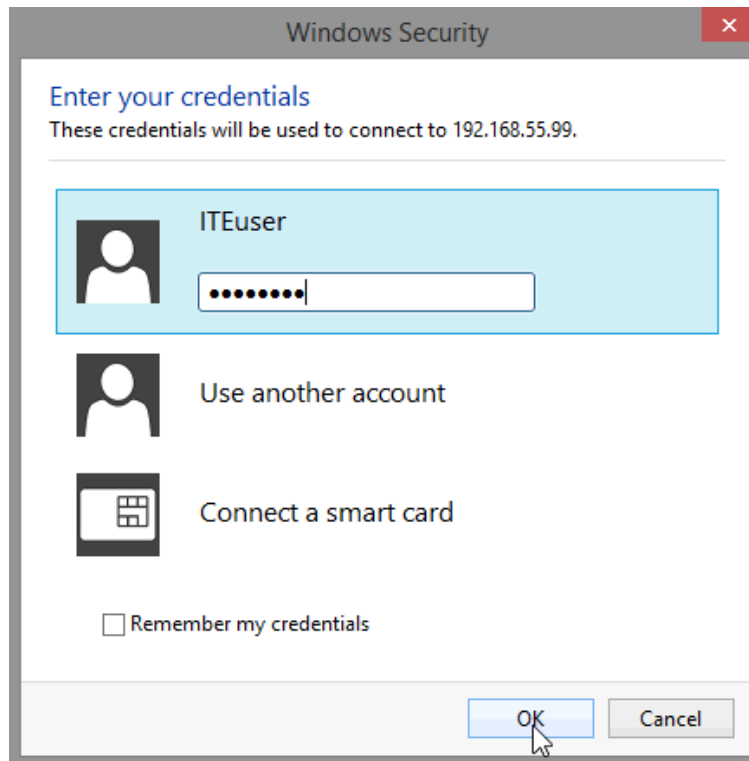 Windows Security
Enter your credentials
These credentials will be used to connect to 192.168.55.99.
ITEuser
••••••••
Use another account
Connect a smart card
Remember my credentials
OK
Cancel